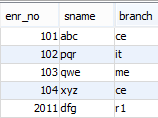 enr_no sname branch
101 abc ce
102 pqr it
103 qwe me
104 xyz ce
2011 dfg r1